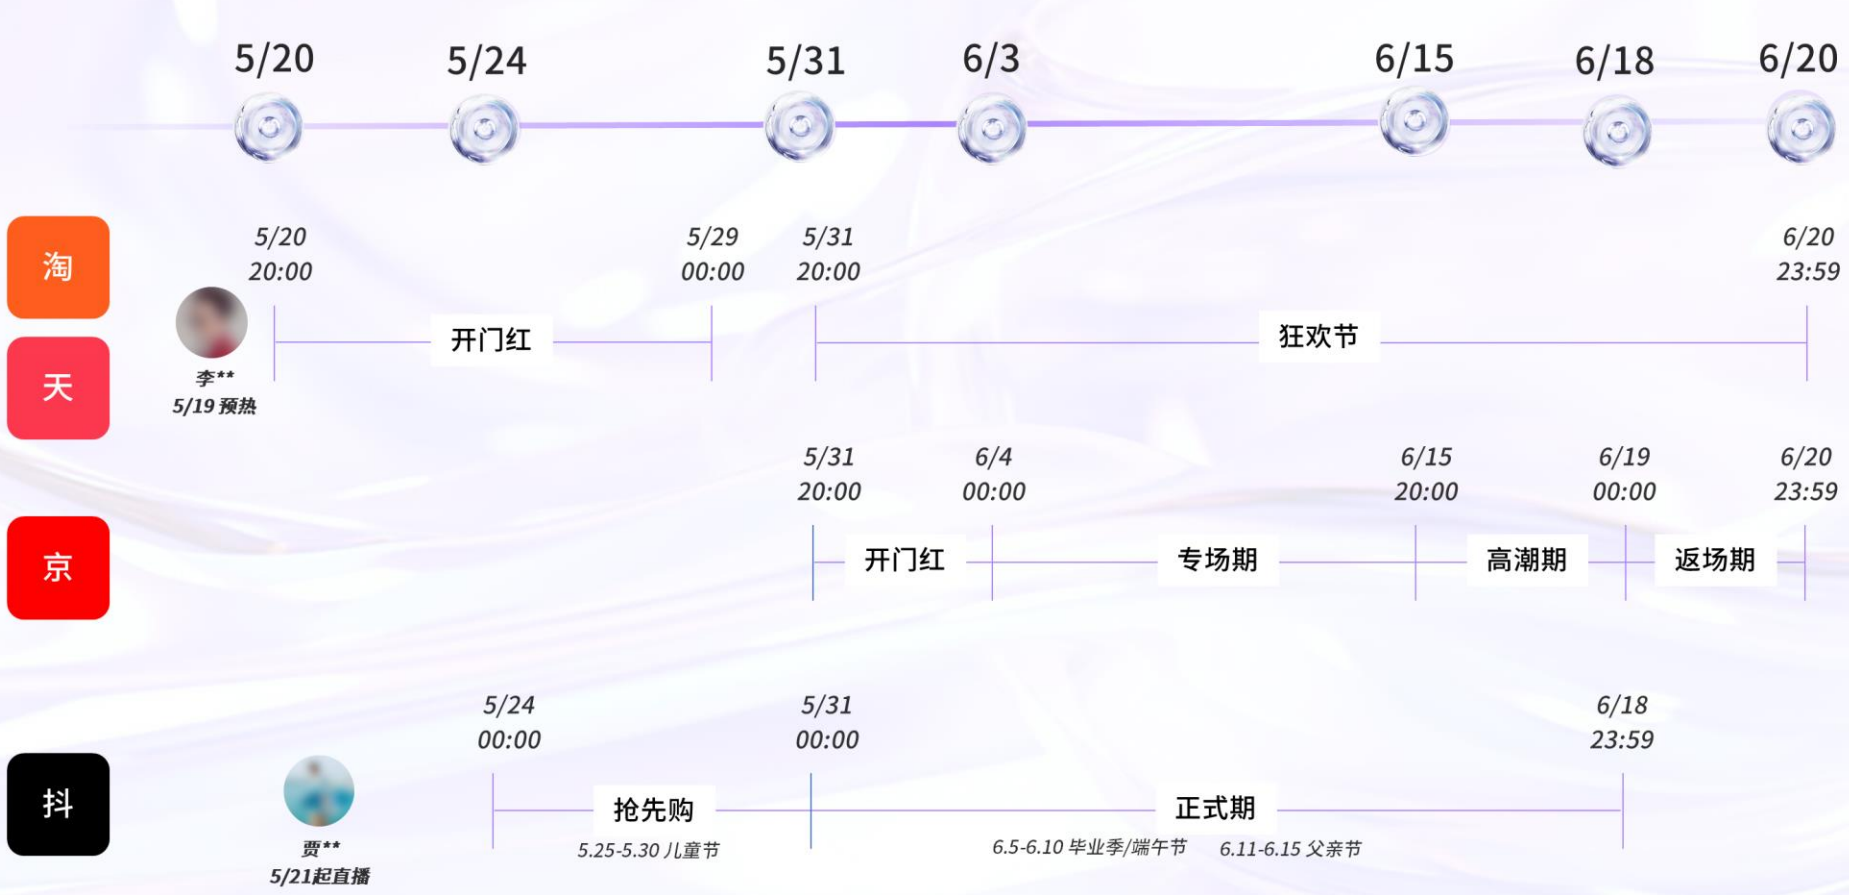 5/20
5/24
5/31
6/3
6/15
6/18
6/20
淘
天
5/20
20:00
5/29
00:00
5/31
20:00
6/20
23:59
开门红
狂欢节
李**
5/19 预热
京
5/31
20:00
6/4
00:00
6/15
20:00
6/19
00:00
6/20
23:59
开门红
专场期
高潮期
返场期
抖
5/24
00:00
5/31
00:00
6/18
23:59
抢先购
正式期
5.25-5.30 儿童节
6.5-6.10 毕业季/端午节
6.11-6.15 父亲节
贾**
5/21起直播